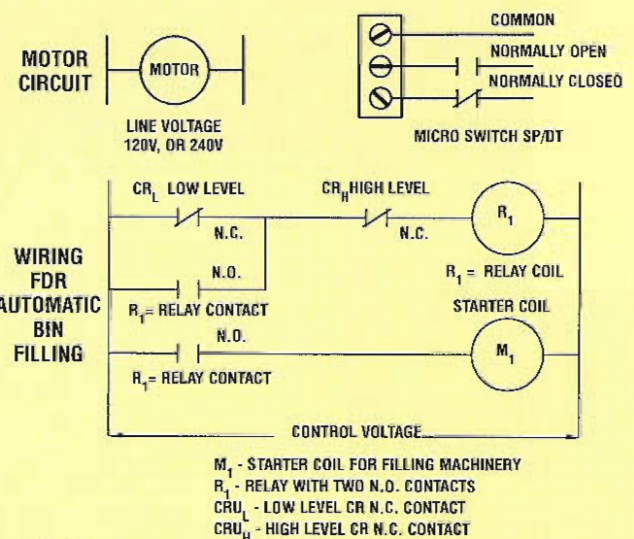 MOTOR
CIRCUIT
MOTOR
LINE VOLTAGE
120V, OR 240V
COMMON
NORMALLY OPEN
NORMALLY CLOSED
MICRO SWITCH SP/DT
WIRING
FDR
AUTOMATIC
BIN
FILLING
CRL LOW LEVEL
N.C.
CRH HIGH LEVEL
N.C.
R1
R1 = RELAY COIL
N.O.
R1= RELAY CONTACT
STARTER COIL
N.O.
R1= RELAY CONTACT
M1
CONTROL VOLTAGE
M1 - STARTER COIL FOR FILLING MACHINERY
R1 - RELAY WITH TWO N.O. CONTACTS
CRUL - LOW LEVEL CR N.C. CONTACT
CRUH - HIGH LEVEL CR N.C. CONTACT